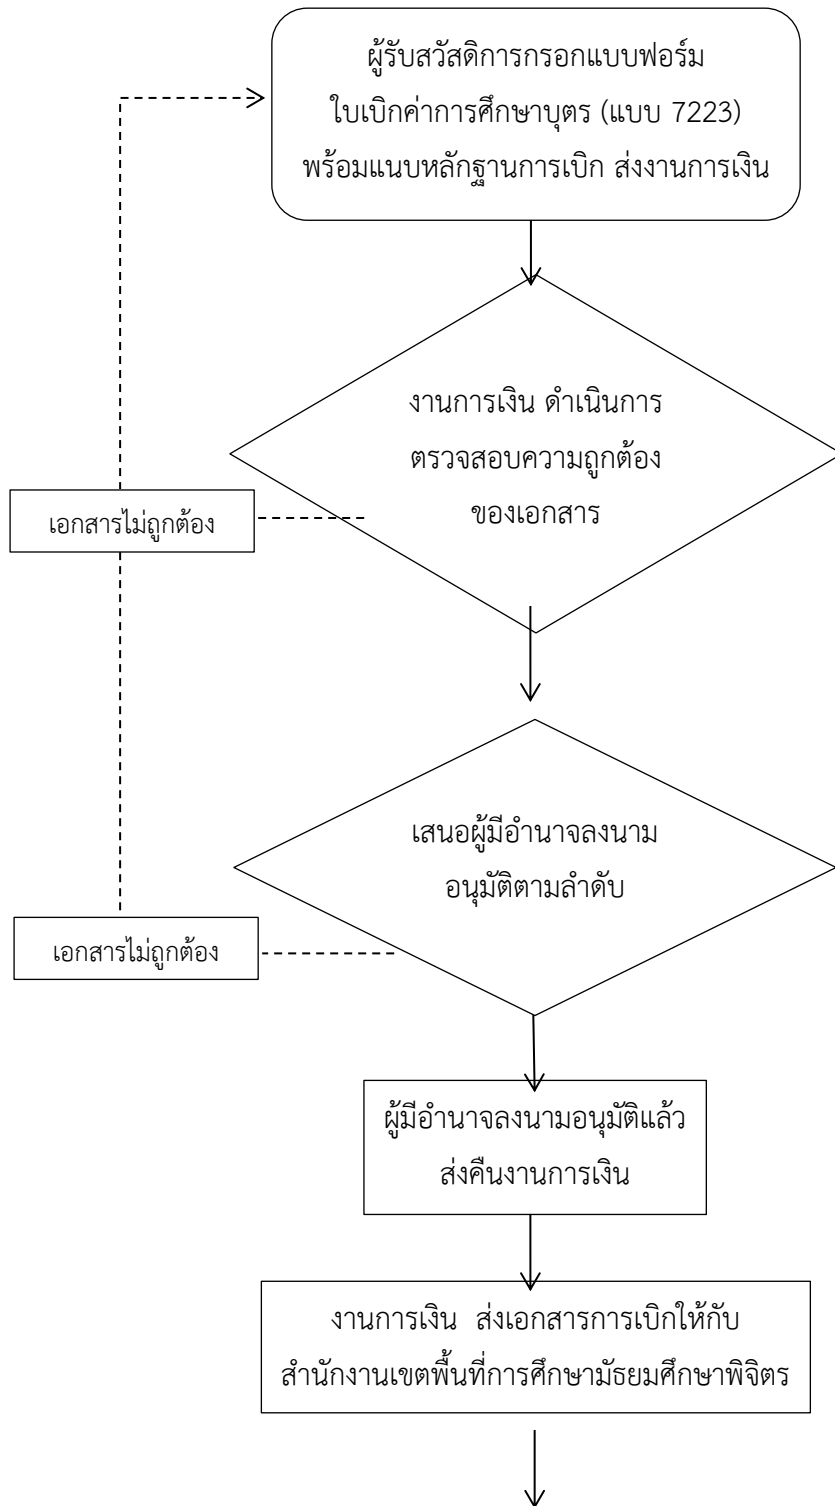 ผู้รับสวัสดิการกรอกแบบฟอร์ม
ใบเบิกค่าการศึกษาบุตร (แบบ 7223)
พร้อมแนบหลักฐานการเบิก ส่งงานการเงิน
งานการเงิน ดำเนินการ
ตรวจสอบความถูกต้อง
ของเอกสาร
เอกสารไม่ถูกต้อง
เสนอผู้มีอำนาจลงนาม
อนุมัติตามลำดับ
เอกสารไม่ถูกต้อง
ผู้มีอำนาจลงนามอนุมัติแล้ว
ส่งคืนงานการเงิน
งานการเงิน ส่งเอกสารการเบิกให้กับ
สำนักงานเขตพื้นที่การศึกษามัธยมศึกษาพิจิตร